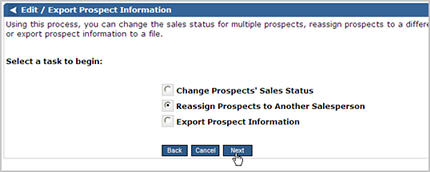 Edit / Export Prospect Information
Using this process, you can change the sales status for multiple prospects, reassign prospects to a differe
or export prospect information to a file.
Select a task to begin:
Change Prospects' Sales Status
Reassign Prospects to Another Salesperson
Export Prospect Information
Back Cancel Next